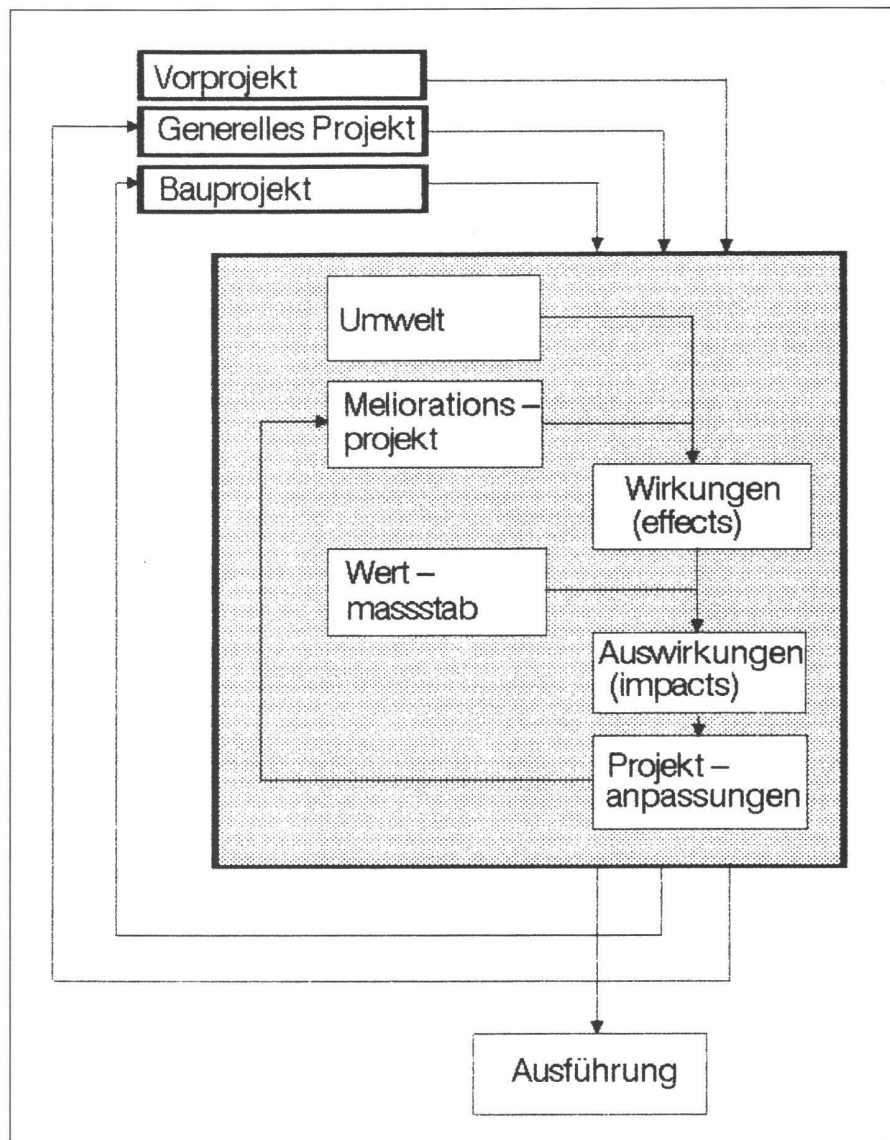 Vorprojekt
Generelles Projekt
Bauprojekt
Umwelt
Meliorations –
projekt
Wirkungen
(effects)
Wert –
massstab
Auswirkungen
(impacts)
Projekt –
anpassungen
Ausführung